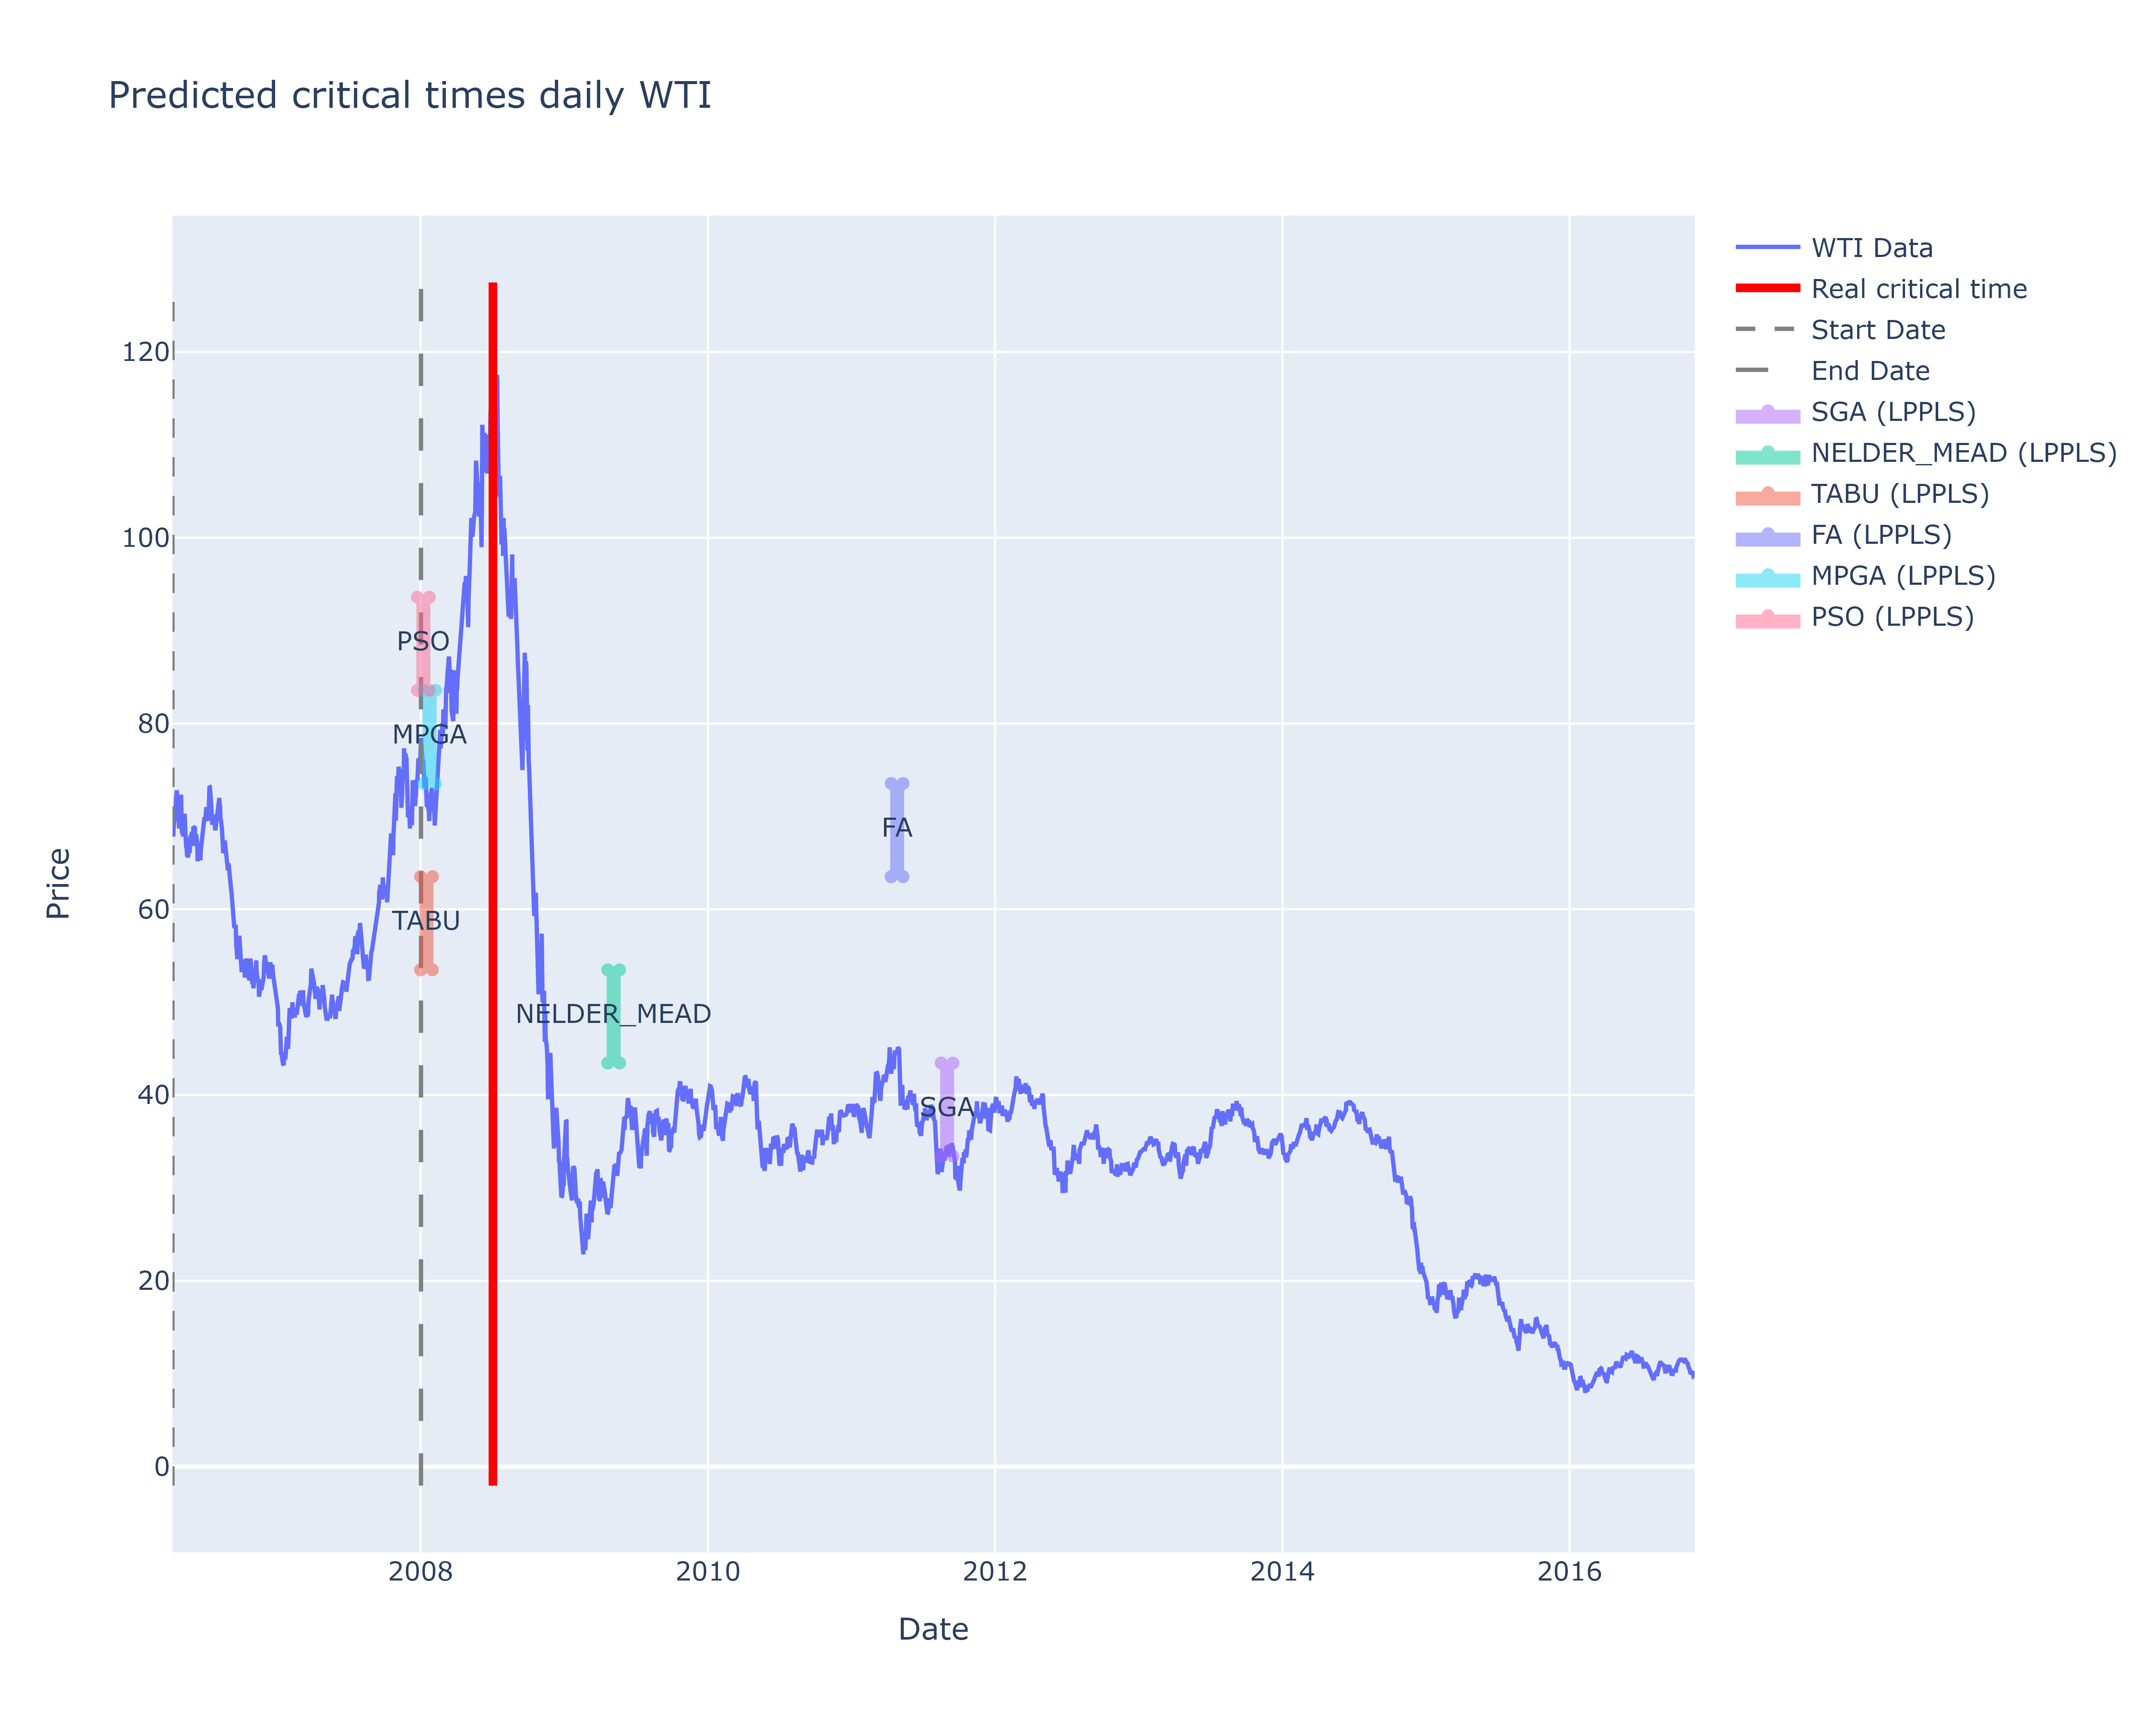 Predicted critical times daily WTI
WTI Data
Real critical time
Start Date
End Date
SGA (LPPLS)
NELDER_MEAD (LPPLS)
TABU (LPPLS)
FA (LPPLS)
MPGA (LPPLS)
PSO (LPPLS)
120
100
80
60
40
20
0
Price
PSO
MPGA
FA
TABU
NELDER_MEAD
SGA
2008
2010
2012
2014
2016
Date